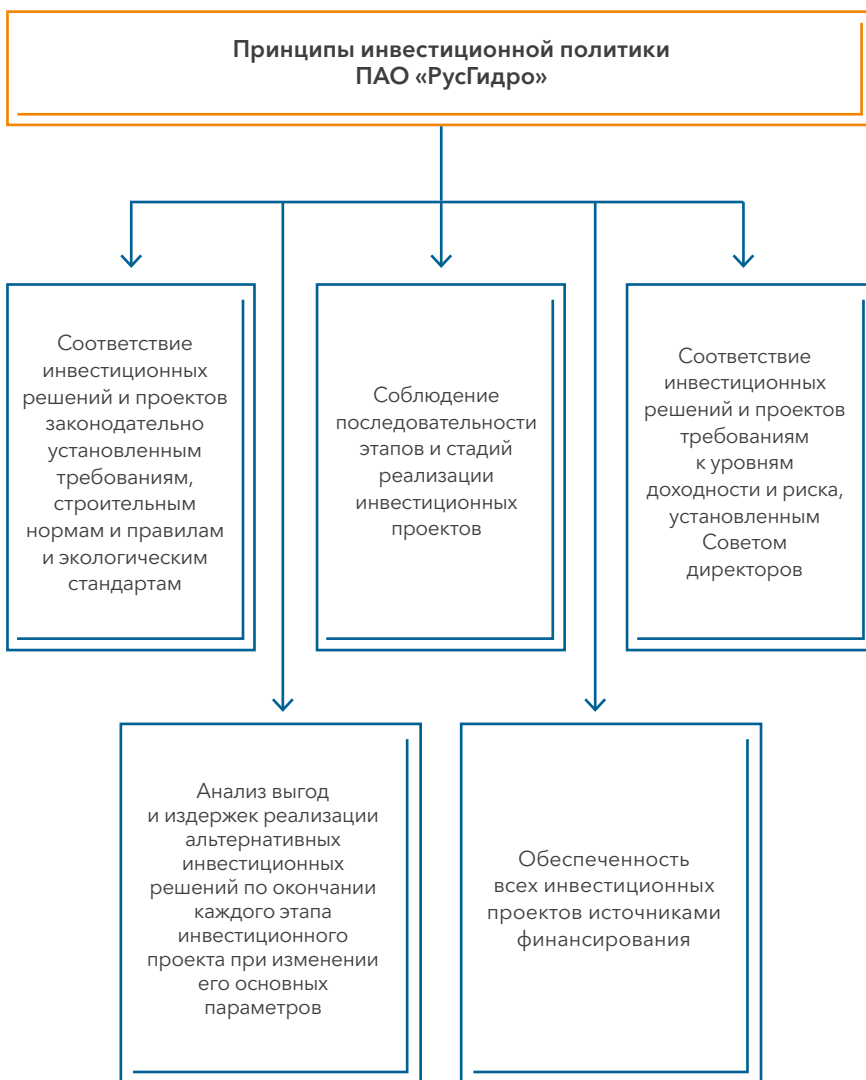 Принципы инвестиционной политики
ПАО «РусГидро»
Соответствие
инвестиционных
решений и проектов
законодательно
установленным
требованиям,
строительным
нормам и правилам
и экологическим
стандартам
Соблюдение
последовательности
этапов и стадий
реализации
инвестиционных
проектов
Соответствие
инвестиционных
решений и проектов
требованиям
к уровням
доходности и риска,
установленным
Советом
директоров
Анализ выгод
и издержек реализации
альтернативных
инвестиционных
решений по окончании
каждого этапа
инвестиционного
проекта при изменении
его основных
параметров
Обеспеченность
всех инвестиционных
проектов источниками
финансирования